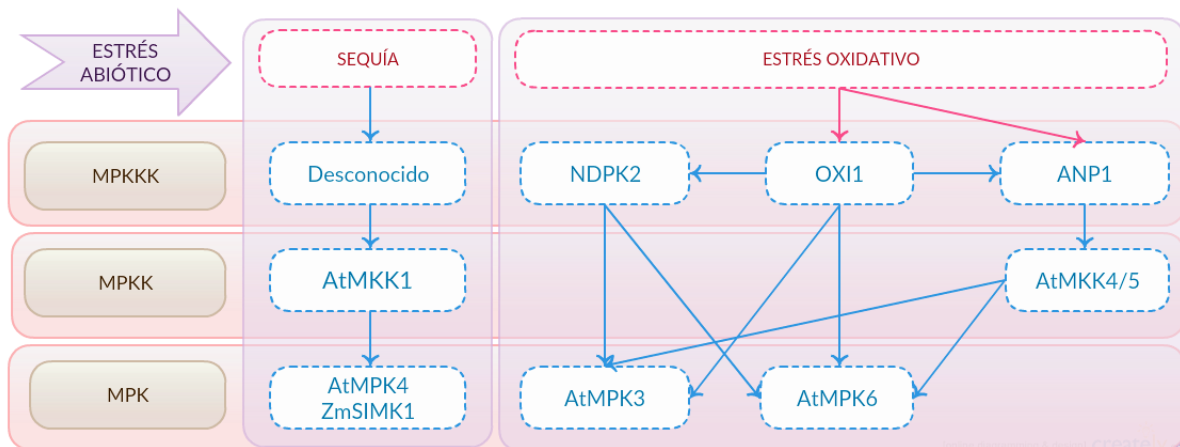 ESTRÉS
ABIÓTICO
SEQUÍA
ESTRÉS OXIDATIVO
MPKKK
Desconocido
NDPK2
OXI1
ANP1
MPKK
AtMKK1
AtMKK4/5
MPK
AtMPK4
ZmSIMK1
AtMPK3
AtMPK6